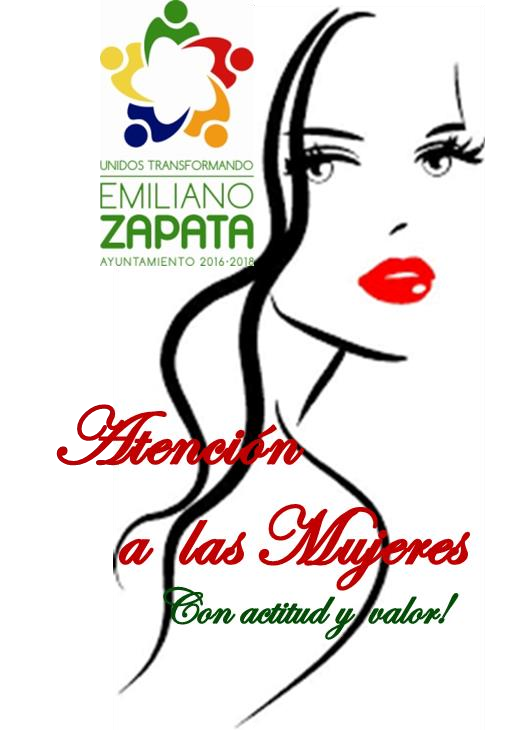 UNIDOS TRANSFORMANDO
EMILIANO
ZAPATA
AYUNTAMIENTO 2016-2018
Atención
a las Mujeres
Con actitud y valor!